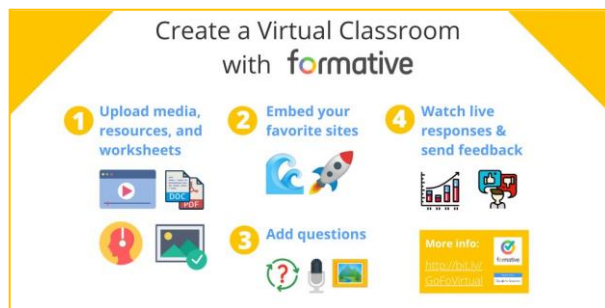 Create a Virtual Classroom
with formative
1 Upload media,
resources, and
worksheets
DOC
PDF
2 Embed your
favorite sites
3 Add questions
?
4 Watch live
responses &
send feedback
More info:
http://bit.ly/
GoFoVirtual
formative